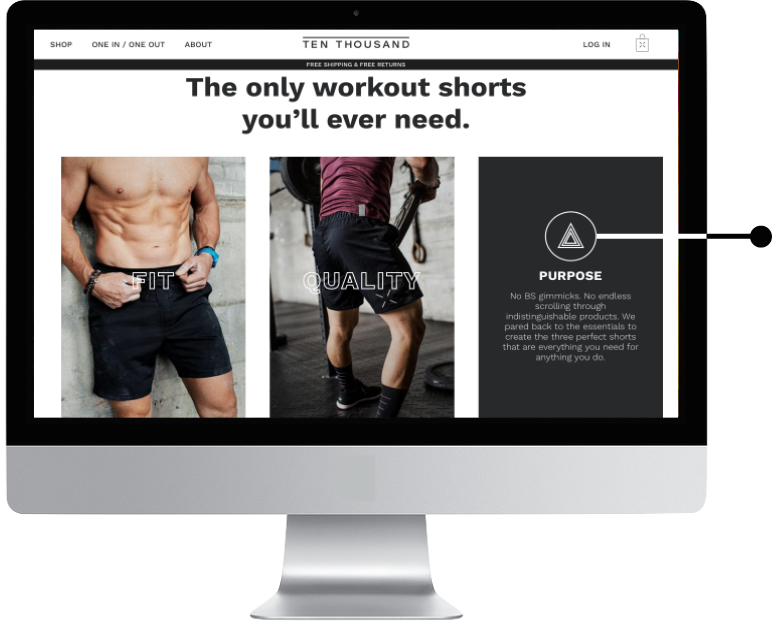 SHOP ONE IN / ONE OUT ABOUT TEN THOUSAND LOG IN
FREE SHIPPING & FREE RETURNS
The only workout shorts
you’ll ever need.
FIT
QUALITY
PURPOSE
No BS gimmicks. No endless
scrolling through
indistinguishable products. We
pared back to the essentials to
create the three perfect shorts
that are everything you need for
anything you do.